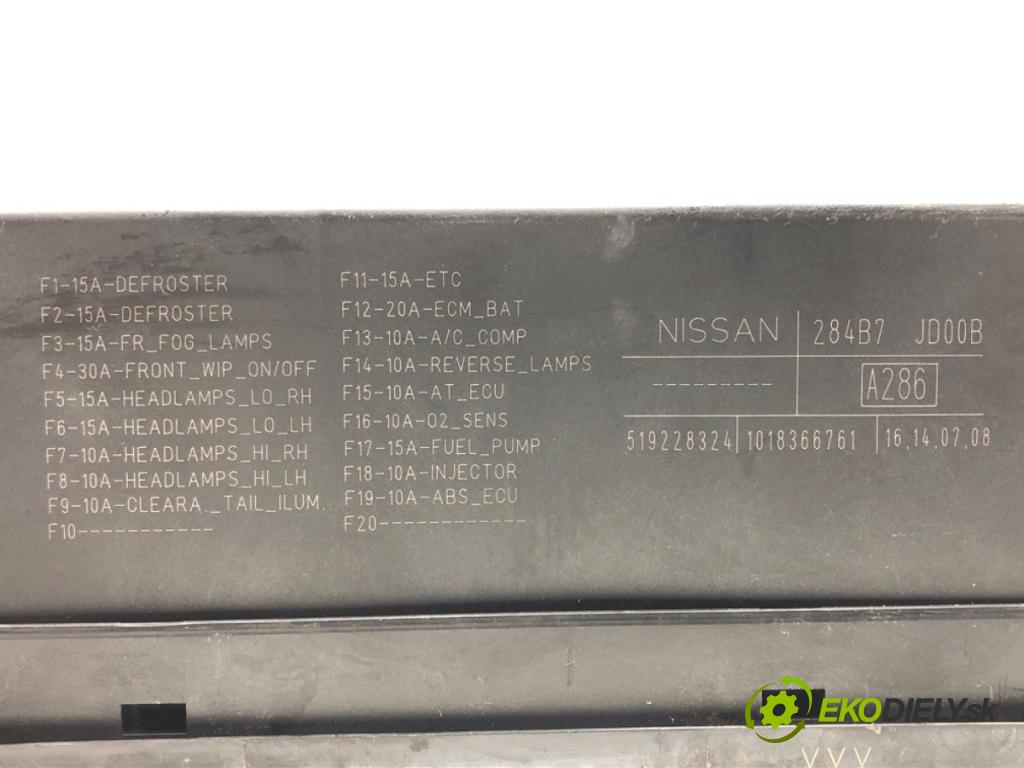 F1-15A-DEFROSTER
F2-15A-DEFROSTER
F3-15A-FR_FOG_LAMPS
F4-30A-FRONT_WIP_ON/OFF
F5-15A-HEADLAMPS_LO_RH
F6-15A-HEADLAMPS_LO_LH
F7-10A-HEADLAMPS_HI_RH
F8-10A-HEADLAMPS_HI_LH
F9-10A-CLEARA._TAIL_ILUM.
F10-----------
F11-15A-ETC
F12-20A-ECM_BAT
F13-10A-A/C_COMP
F14-10A-REVERSE_LAMPS
F15-10A-AT_ECU
F16-10A-O2_SENS
F17-15A-FUEL_PUMP
F18-10A-INJECTOR
F19-10A-ABS_ECU
F20------------
NISSAN 284B7 JD00B
--------- A286
519228324 1018366761 16.14.07.08
EKODIELY.sk
VVV